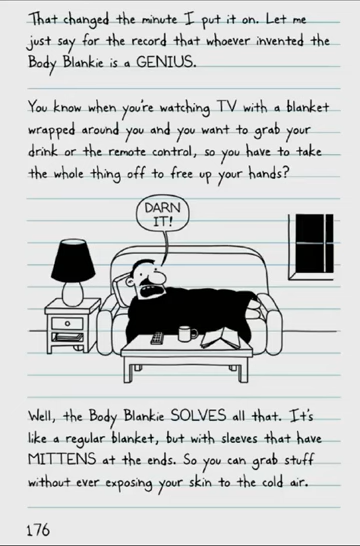 That changed the minute I put it on. Let me
just say for the record that whoever invented the
Body Blankie is a GENIUS.
You know when you're watching TV with a blanket
wrapped around you and you want to grab your
drink or the remote control, so you have to take
the whole thing off to free up your hands?
DARN
IT!
Well, the Body Blankie SOLVES all that. It's
like a regular blanket, but with sleeves that have
MITTENS at the ends. So you can grab stuff
without ever exposing your skin to the cold air.
176